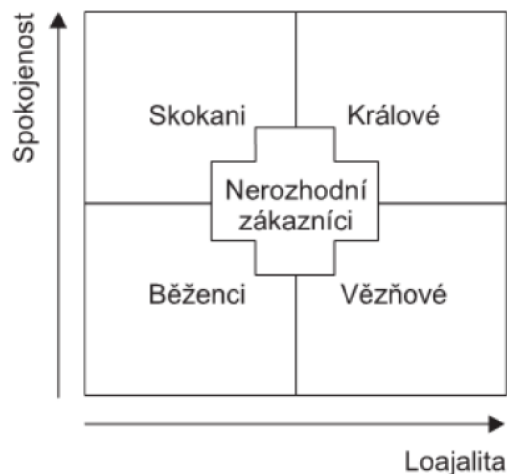 Spokojenost
Skokani
Králové
Nerozhodní
zákazníci
Běženci
Vězňové
Loajalita